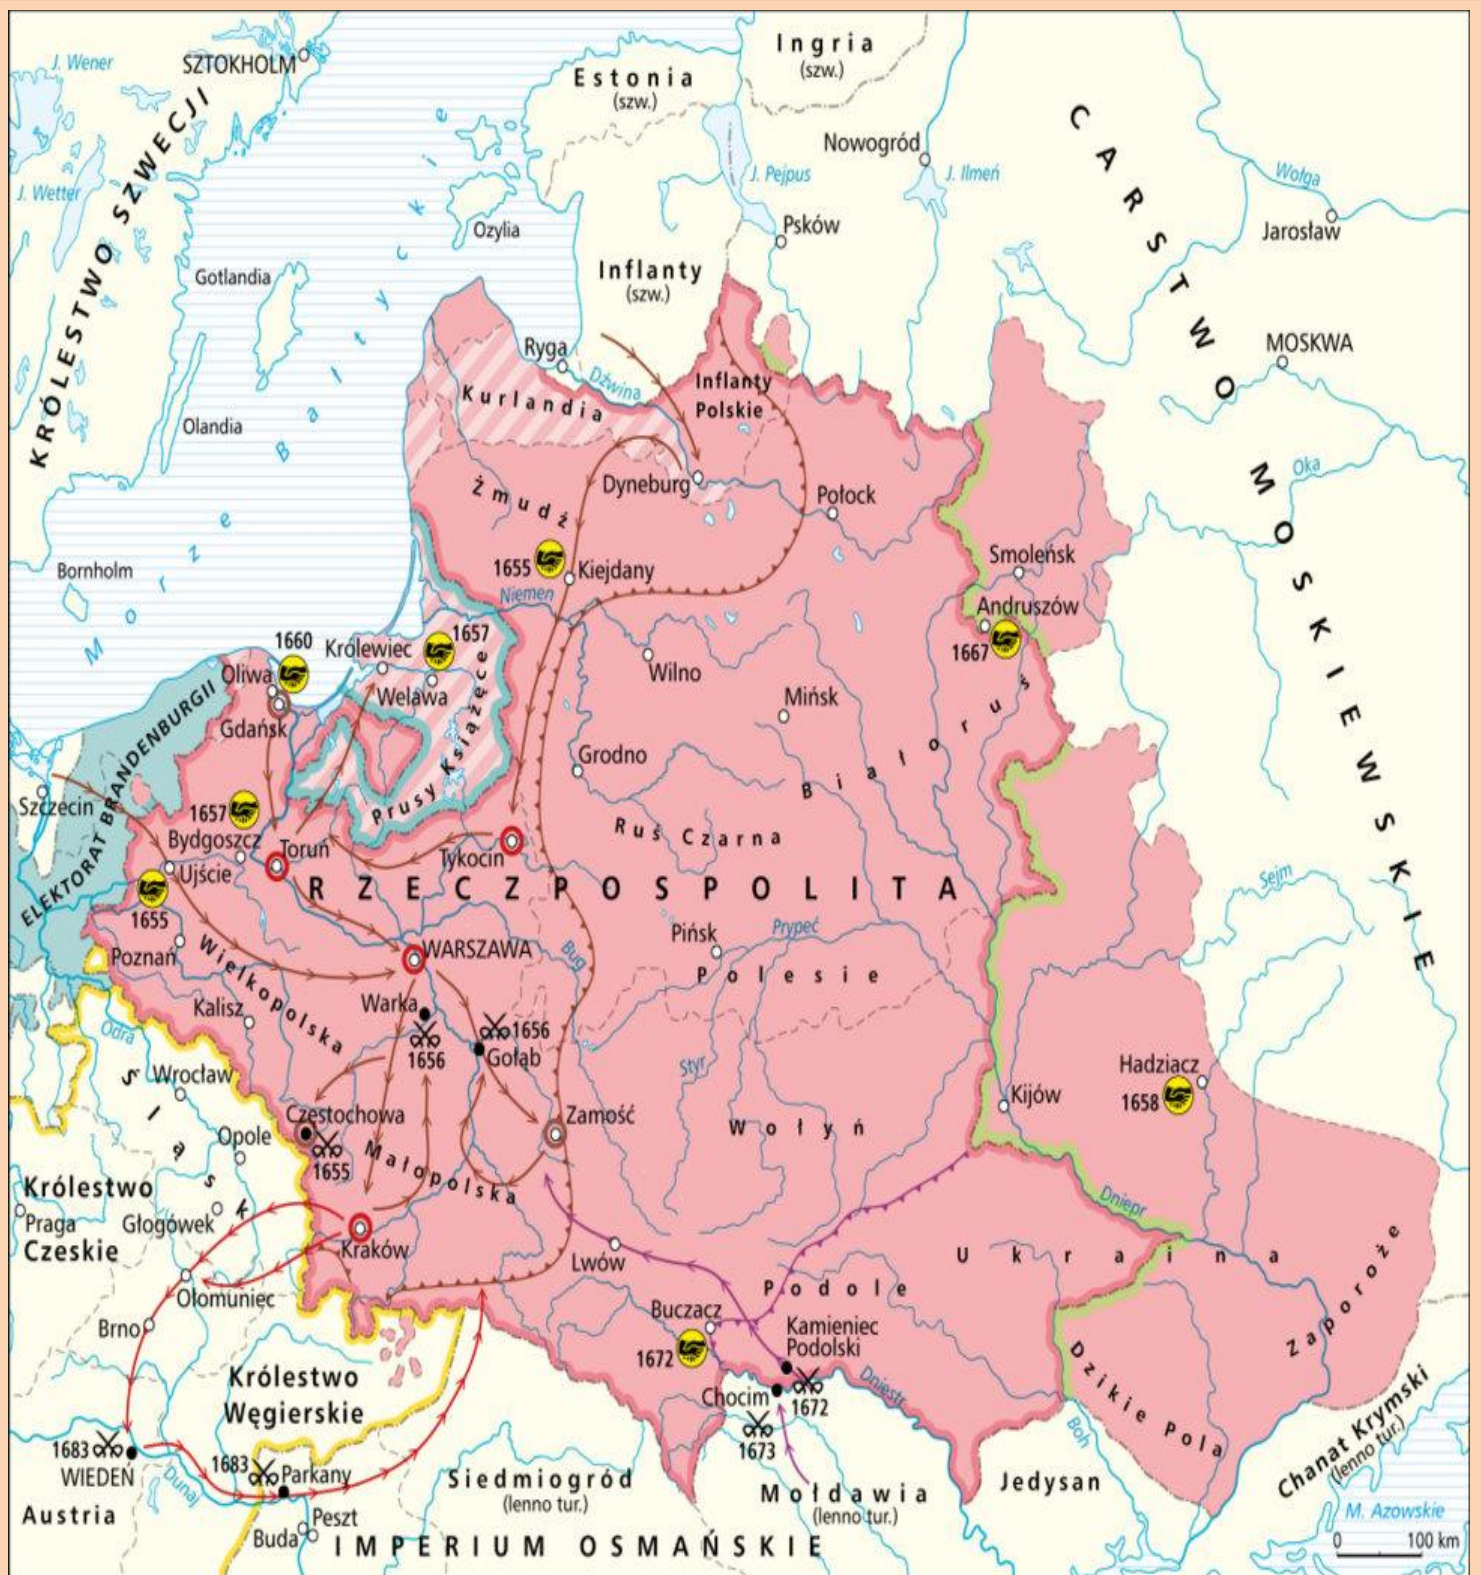 J. Wener
SZTOKHOLM
Ingria
(szw.)
Estonia
(szw.)
KRÓLESTWO SZWECJI
J. Wetter
Nowogród
J. Ilmeń
J. Pejpus
Wołga
Jarosław
CARSTWO MOSKIEWSKIE
Morze Bałtyckie
Ozylia
Psków
Gotlandia
Inflanty
(szw.)
Ryga
Dźwina
MOSKWA
Kurlandia
Inflanty
Polskie
Olandia
Oka
Żmudź
Dyneburg
Połock
1655
Kiejdany
Smoleńsk
Bornholm
Niemen
Andruszów
1667
1660
Królewiec
1657
Oliwa
Welawa
Wilno
Gdańsk
Mińsk
Białoruś
Prusy Książęce
Grodno
ELEKTORAT BRANDENBURGII
Szczecin
1657
Bydgoszcz
Toruń
Tykocin
Ruś Czarna
Ujście
1655
RZECZPOSPOLITA
Sejm
Poznań
Wielkopolska
WARSZAWA
Bug
Pińsk
Prypeć
Polesie
Kalisz
Warka
1656
1656
Gołąb
Odra
Śląsk
Wrocław
Styr
Hadziacz
1658
Kijów
Częstochowa
1655
Zamość
Opole
Małopolska
Wołyń
Królestwo
Czeskie
Praga
Głogówek
Dniepr
Kraków
Lwów
Ukraina
Ołomuniec
Podole
Zaporoże
Brno
Buczacz
1672
Kamieniec
Podolski
1672
Królestwo
Węgierskie
Chocim
1673
Dniestr
Dzikie Pola
Boh
Chanat Krymski
(lenno tur.)
1683
WIEDEŃ
Dunaj
1683
Parkany
Siedmiogród
(lenno tur.)
Mołdawia
(lenno tur.)
Jedysan
Austria
Peszt
Buda
IMPERIUM OSMAŃSKIE
M. Azowskie
0 100 km